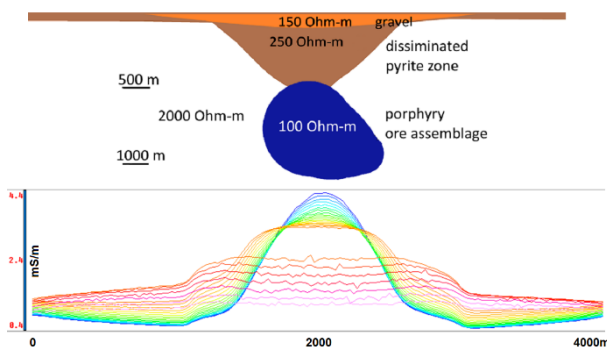 150 Ohm-m gravel
250 Ohm-m
dissiminated
pyrite zone
500 m
2000 Ohm-m
100 Ohm-m
porphyry
ore assemblage
1000 m
4.4
mS/m
2.4
0.4
0 2000 4000m